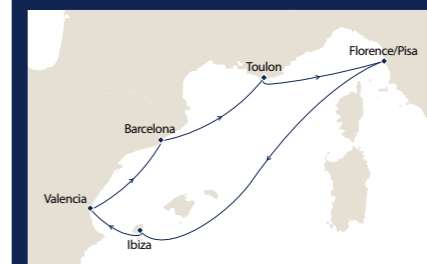 Florence/Pisa
Toulon
Barcelona
Valencia
Ibiza